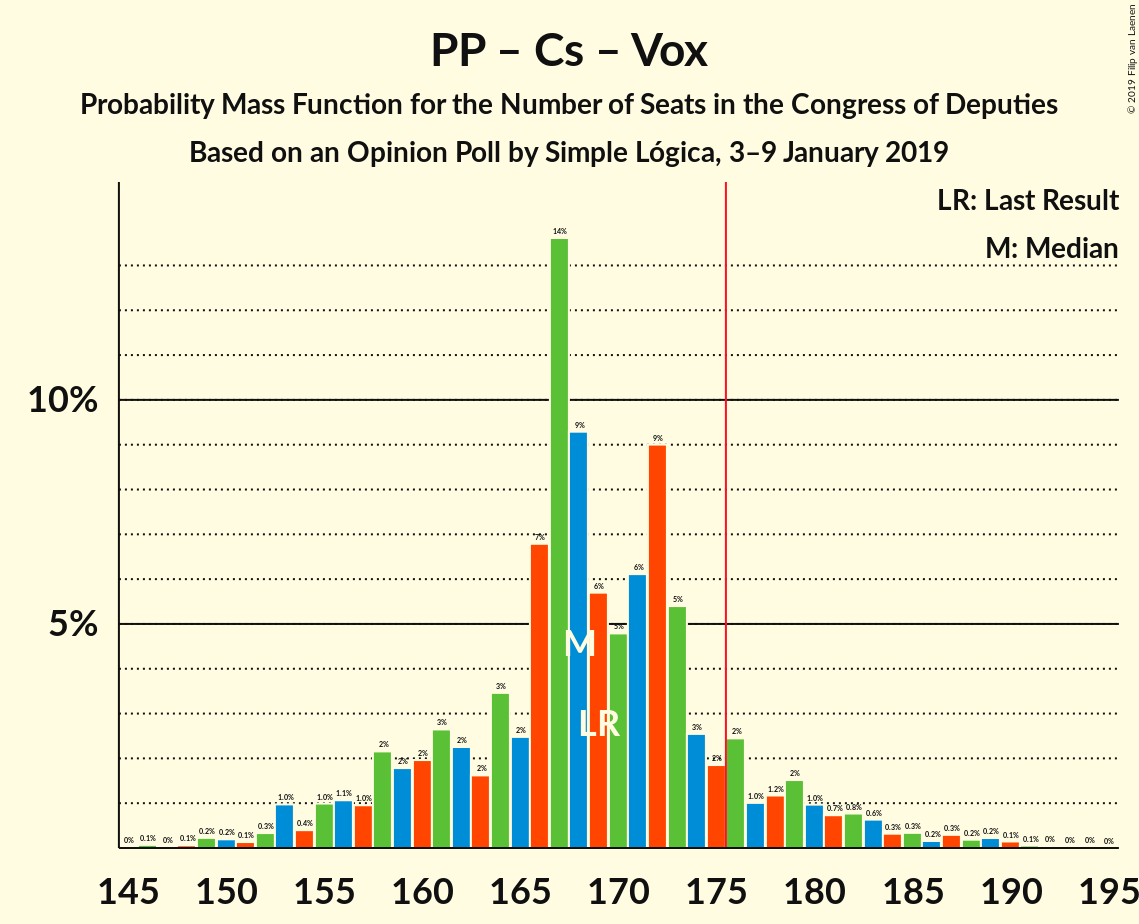 PP – Cs – Vox
Probability Mass Function for the Number of Seats in the Congress of Deputies
Based on an Opinion Poll by Simple Lógica, 3–9 January 2019
© 2019 Filip van Laenen
LR: Last Result
M: Median
10%
5%
0% 0.1% 0% 0.1% 0.2% 0.2% 0.1% 0.3% 1.0% 0.4% 1.0% 1.1% 1.0% 2% 2% 2% 3% 2% 2% 3% 2% 7% 14% 9% 6% 5% 6% 9% 5% 3% 2% 2% 1.0% 1.2% 2% 1.0% 0.7% 0.8% 0.6% 0.3% 0.3% 0.2% 0.3% 0.2% 0.2% 0.1% 0.1% 0% 0% 0% 0%
M
LR
145 150 155 160 165 170 175 180 185 190 195